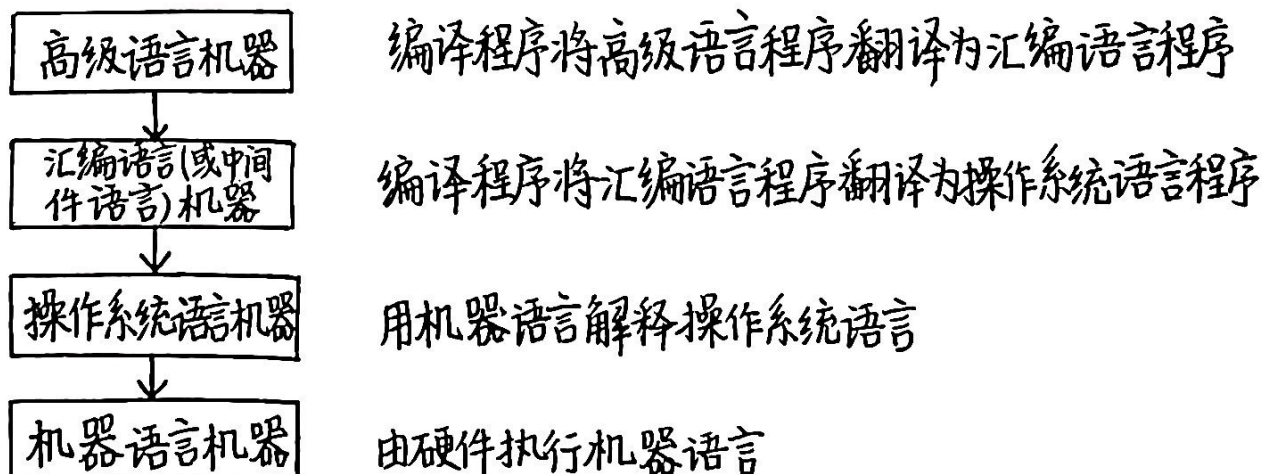 高级语言机器
编译程序将高级语言程序翻译为汇编语言程序
汇编语言(或中间
件语言)机器
编译程序将汇编语言程序翻译为操作系统语言程序
操作系统语言机器
用机器语言解释操作系统语言
机器语言机器
由硬件执行机器语言